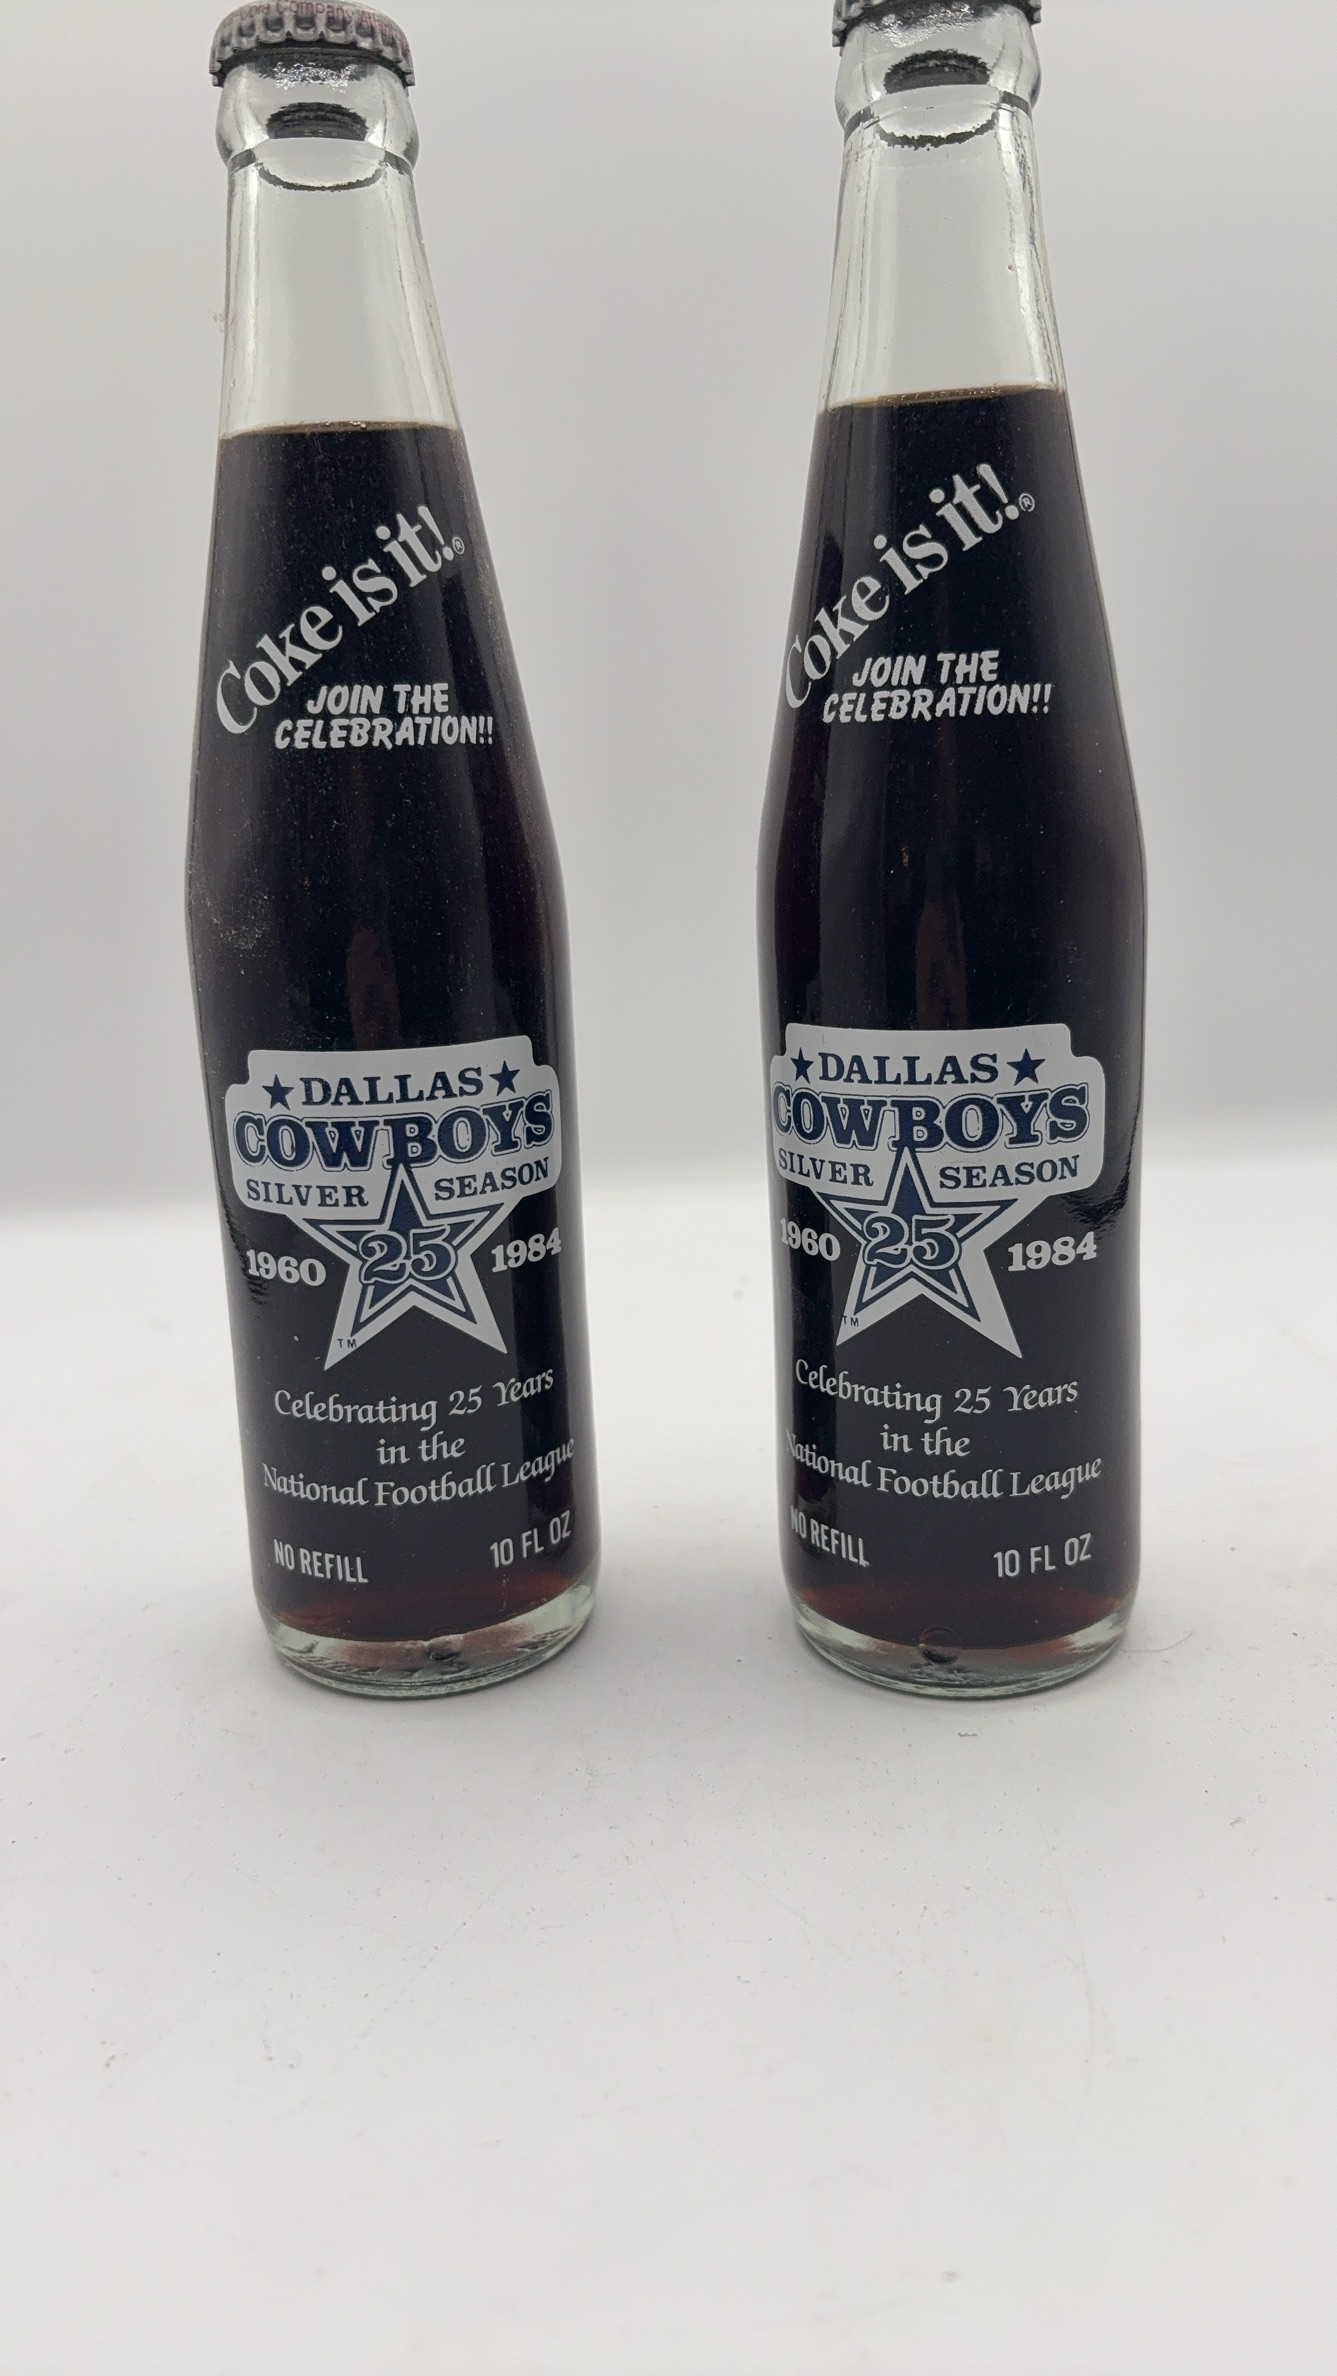 Coke is it!®
JOIN THE
CELEBRATION!!
DALLAS
COWBOYS
SILVER SEASON
25
1960 1984
TM
Celebrating 25 Years
in the
National Football League
NO REFILL 10 FL OZ
Coke is it!®
JOIN THE
CELEBRATION!!
DALLAS
COWBOYS
SILVER SEASON
25
1960 1984
TM
Celebrating 25 Years
in the
National Football League
NO REFILL 10 FL OZ